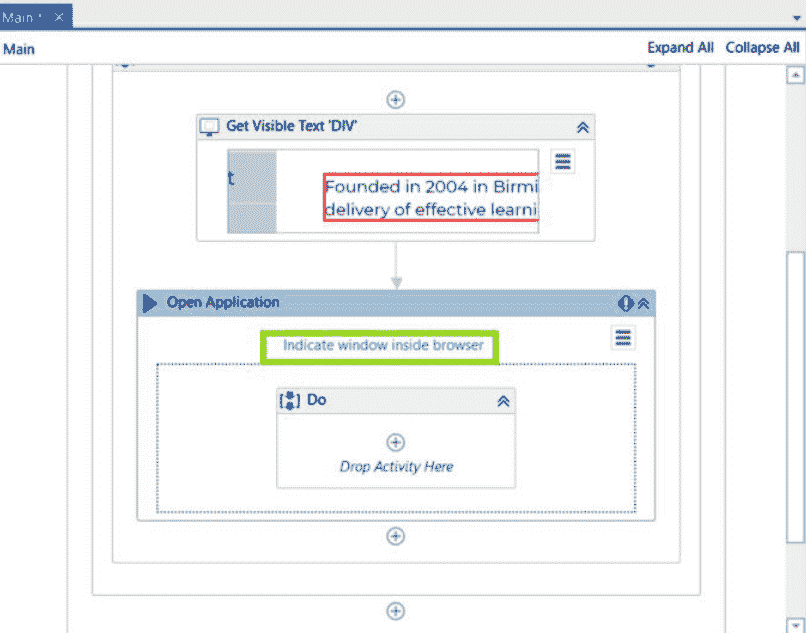 Main *
Main
Expand All Collapse All
Get Visible Text 'DIV'
t
Founded in 2004 in Birmi
delivery of effective learni
Open Application
Indicate window inside browser
Do
Drop Activity Here